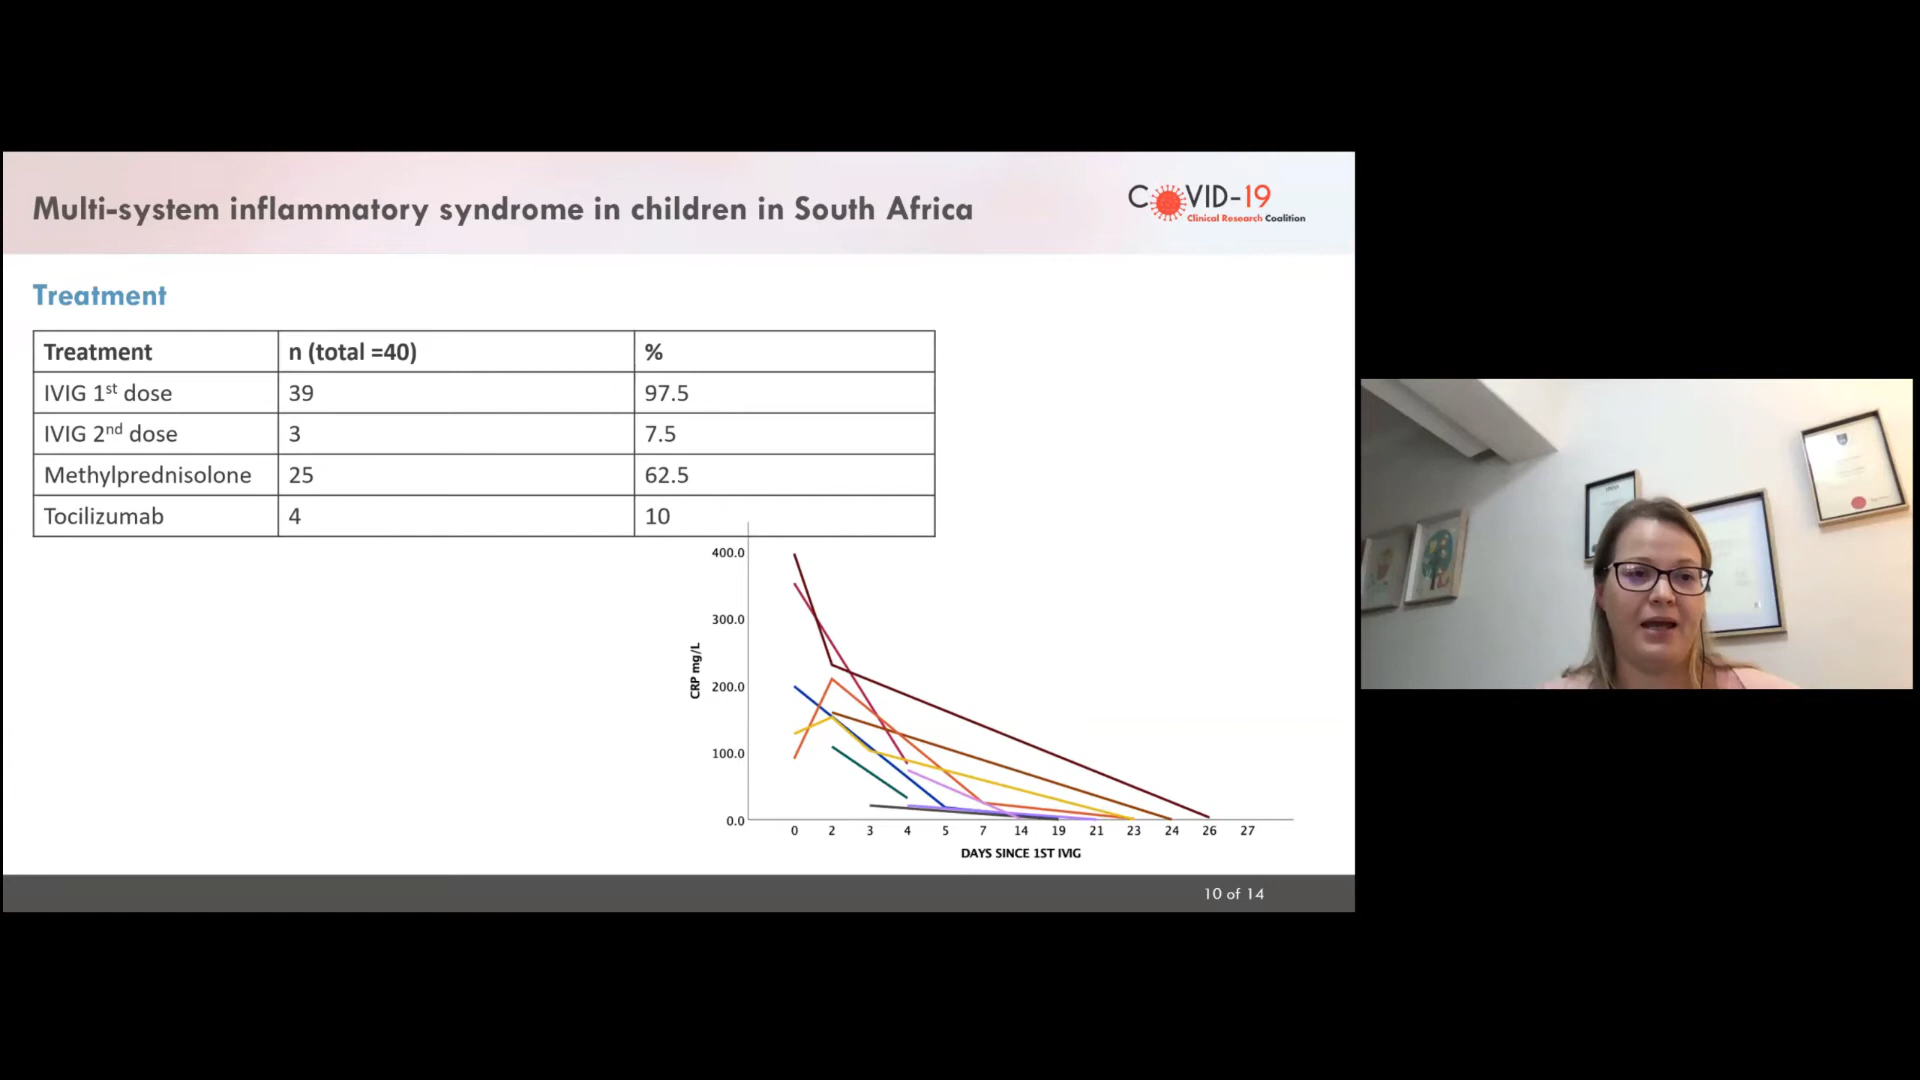 Multi-system inflammatory syndrome in children in South Africa
COVID-19
Clinical Research Coalition
Treatment
Treatment n (total =40) %
IVIG 1st dose 39 97.5
IVIG 2nd dose 3 7.5
Methylprednisolone 25 62.5
Tocilizumab 4 10
400.0
300.0
200.0
100.0
0.0
CRP mg/L
0 2 3 4 5 7 14 19 21 23 24 26 27
DAYS SINCE 1ST IVIG
10 of 14